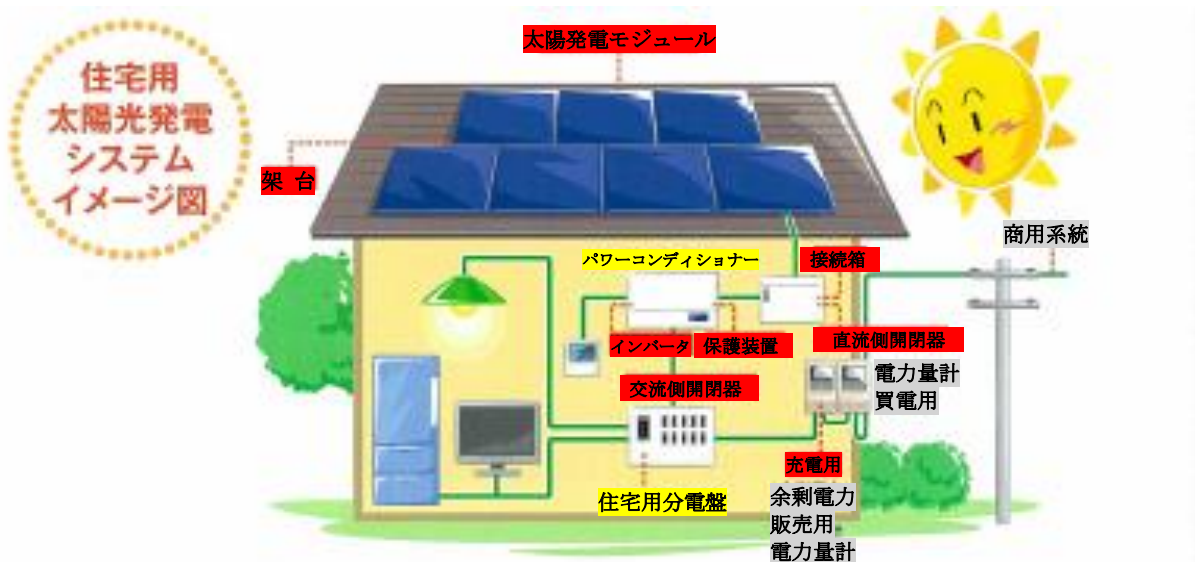 住宅用
太陽光発電
システム
イメージ図
太陽発電モジュール
架 台
商用系統
パワーコンディショナー
接続箱
インバータ
保護装置
直流側開閉器
交流側開閉器
電力量計
買電用
充電用
住宅用分電盤
余剰電力
販売用
電力量計